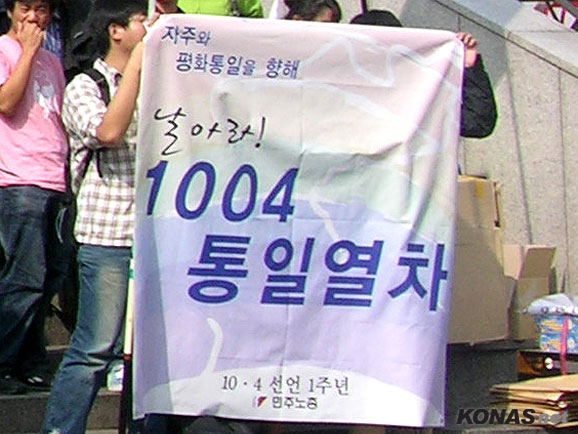 자주와
평화통일을 향해
날아라!
1004
통일열차
10·4 선언 1주년
민주노총
KONAS.net